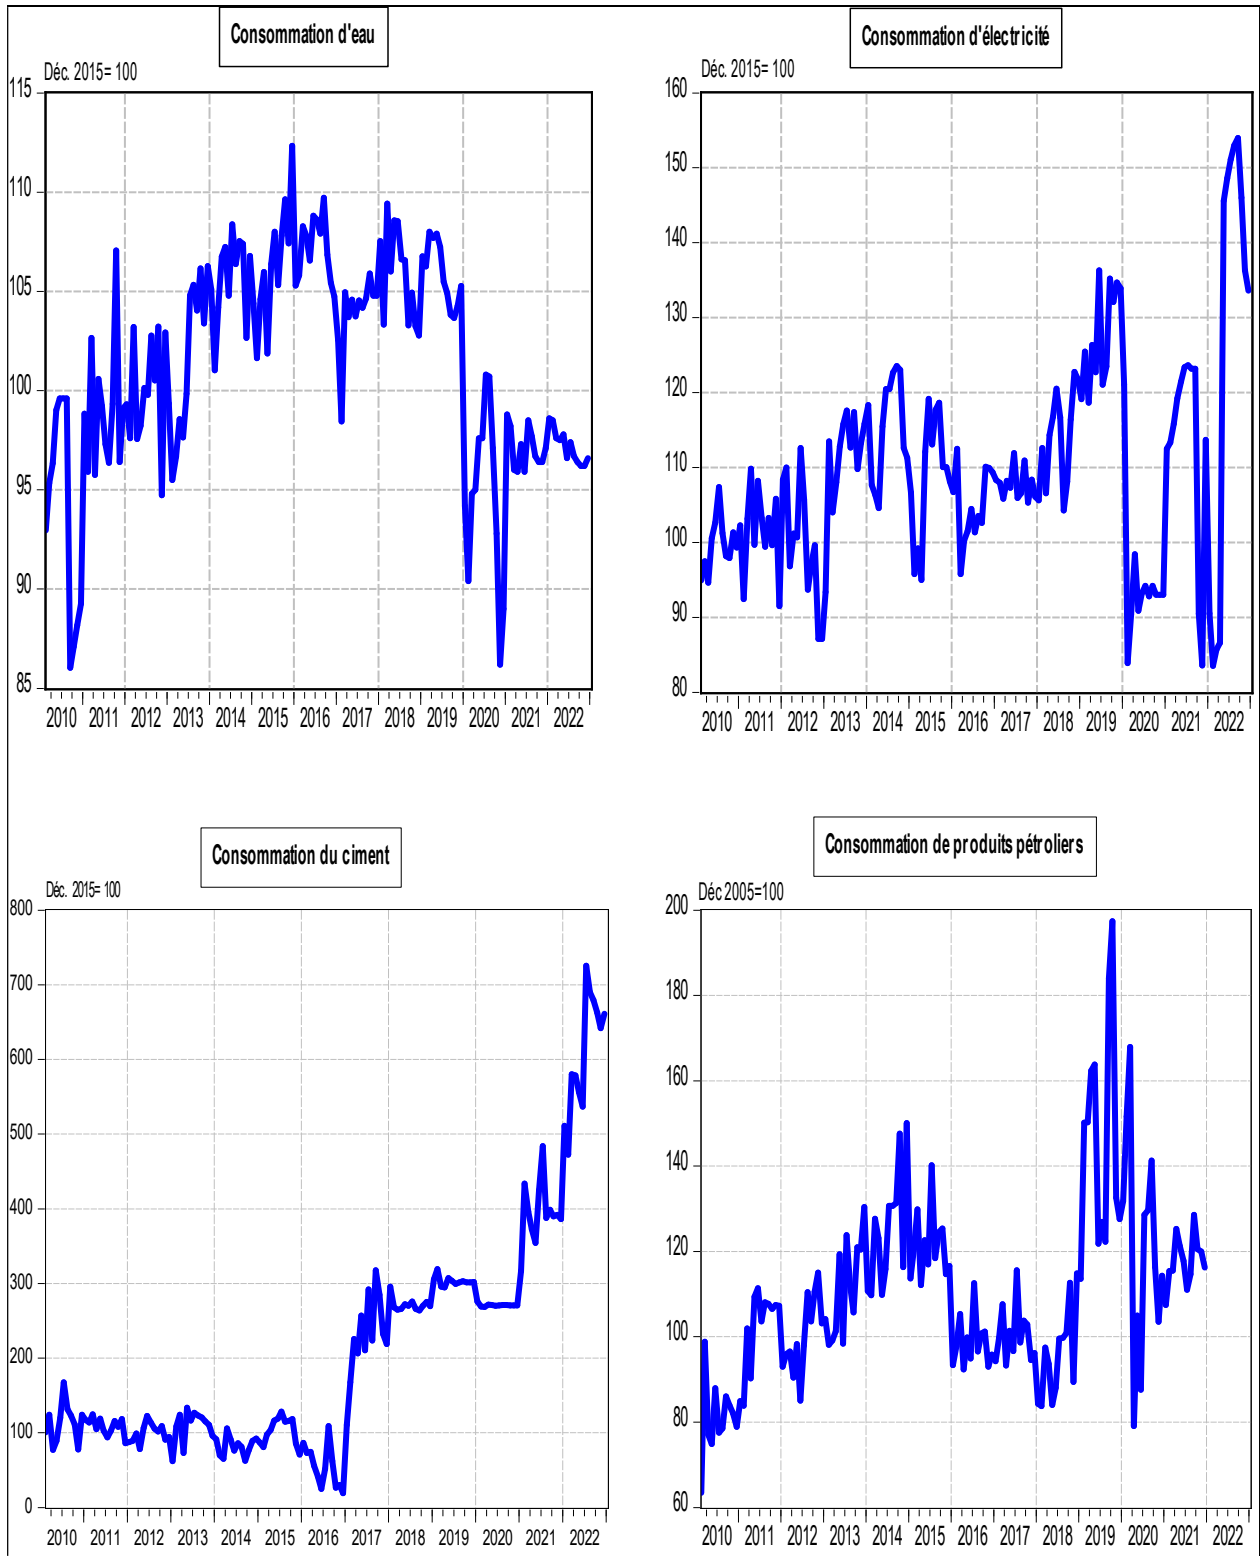 Consommation d'eau
Déc. 2015= 100
115
110
105
100
95
90
85
2010 2011 2012 2013 2014 2015 2016 2017 2018 2019 2020 2021 2022
Consommation d'électricité
Déc. 2015= 100
160
150
140
130
120
110
100
90
80
2010 2011 2012 2013 2014 2015 2016 2017 2018 2019 2020 2021 2022
Consommation du ciment
Déc. 2015= 100
800
700
600
500
400
300
200
100
0
2010 2011 2012 2013 2014 2015 2016 2017 2018 2019 2020 2021 2022
Consommation de produits pétroliers
Déc 2005=100
200
180
160
140
120
100
80
60
2010 2011 2012 2013 2014 2015 2016 2017 2018 2019 2020 2021 2022